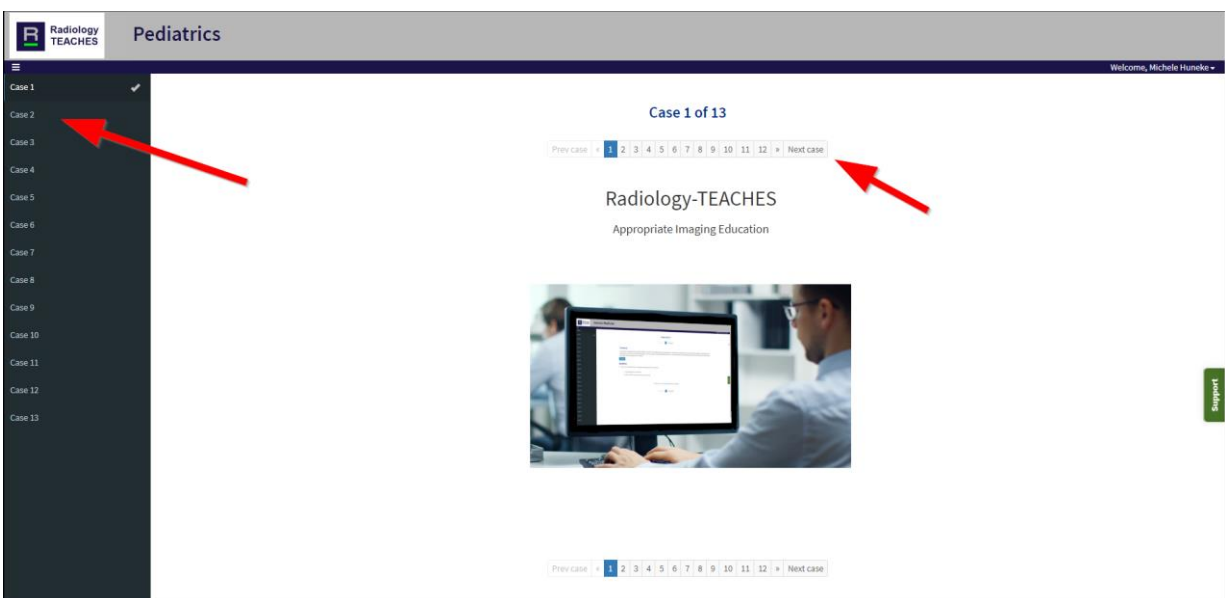 R Radiology
TEACHES
Pediatrics
Welcome, Michele Huneke
Case 1
Case 2
Case 3
Case 4
Case 5
Case 6
Case 7
Case 8
Case 9
Case 10
Case 11
Case 12
Case 13
Case 1 of 13
Prev case « 1 2 3 4 5 6 7 8 9 10 11 12 » Next case
Radiology-TEACHES
Appropriate Imaging Education
Support
Prev case « 1 2 3 4 5 6 7 8 9 10 11 12 » Next case